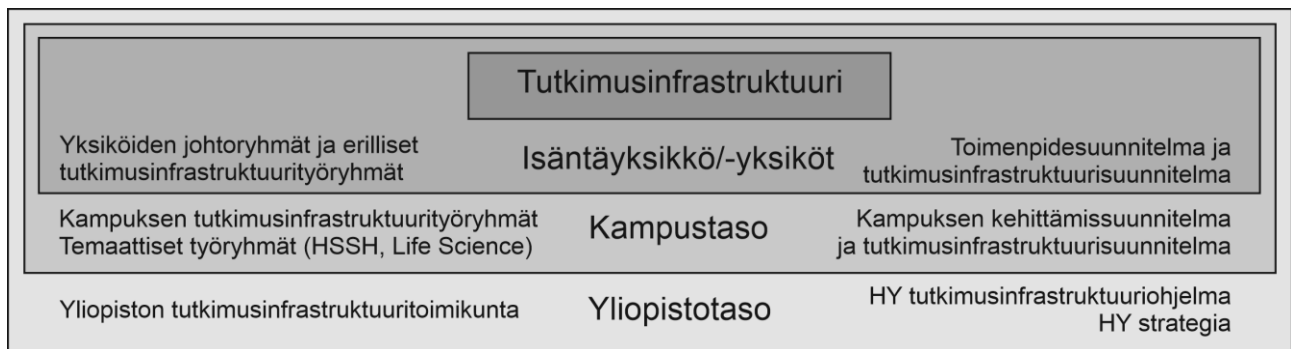 Tutkimusinfrastruktuuri
Yksiköiden johtoryhmät ja erilliset
tutkimusinfrastruktuurityöryhmät
Isäntäyksikkö/-yksiköt
Toimenpidesuunnitelma ja
tutkimusinfrastruktuurisuunnitelma
Kampuksen tutkimusinfrastruktuurityöryhmät
Temaattiset työryhmät (HSSH, Life Science)
Kampustaso
Kampuksen kehittämissuunnitelma
ja tutkimusinfrastruktuurisuunnitelma
Yliopiston tutkimusinfrastruktuuritoimikunta
Yliopistotaso
HY tutkimusinfrastruktuuriohjelma
HY strategia